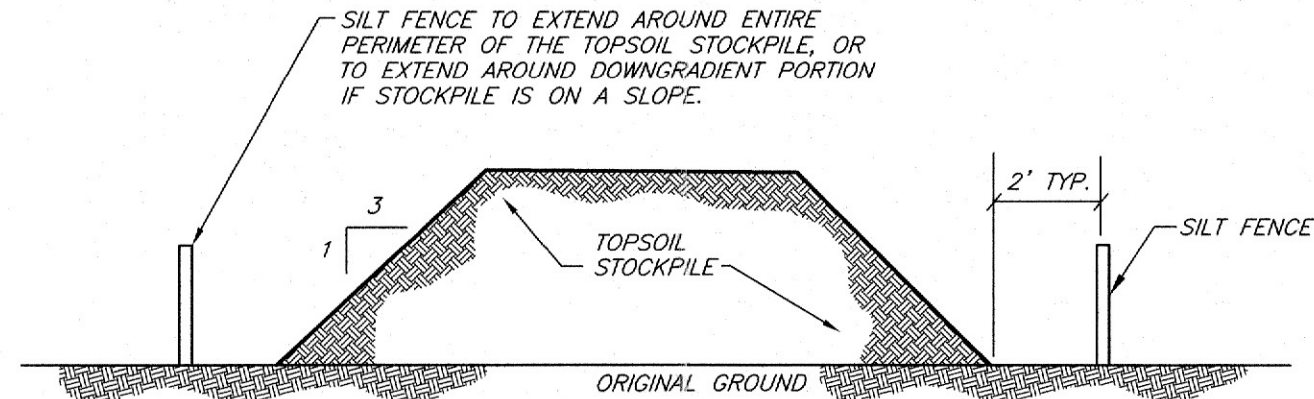 SILT FENCE TO EXTEND AROUND ENTIRE
PERIMETER OF THE TOPSOIL STOCKPILE, OR
TO EXTEND AROUND DOWNGRADIENT PORTION
IF STOCKPILE IS ON A SLOPE.
3
1
2' TYP.
SILT FENCE
TOPSOIL
STOCKPILE
ORIGINAL GROUND